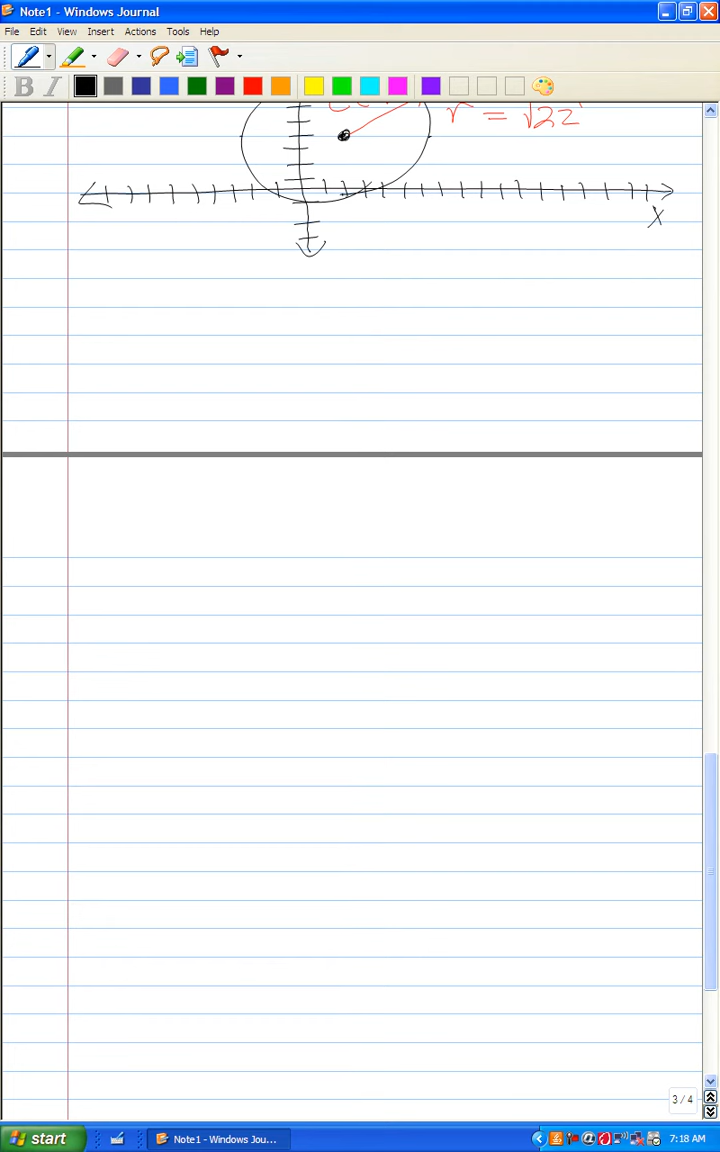 Note1 - Windows Journal
File Edit View Insert Actions Tools Help
B I
r = √22
x
3 / 4
start Note1 - Windows Jou... 7:18 AM